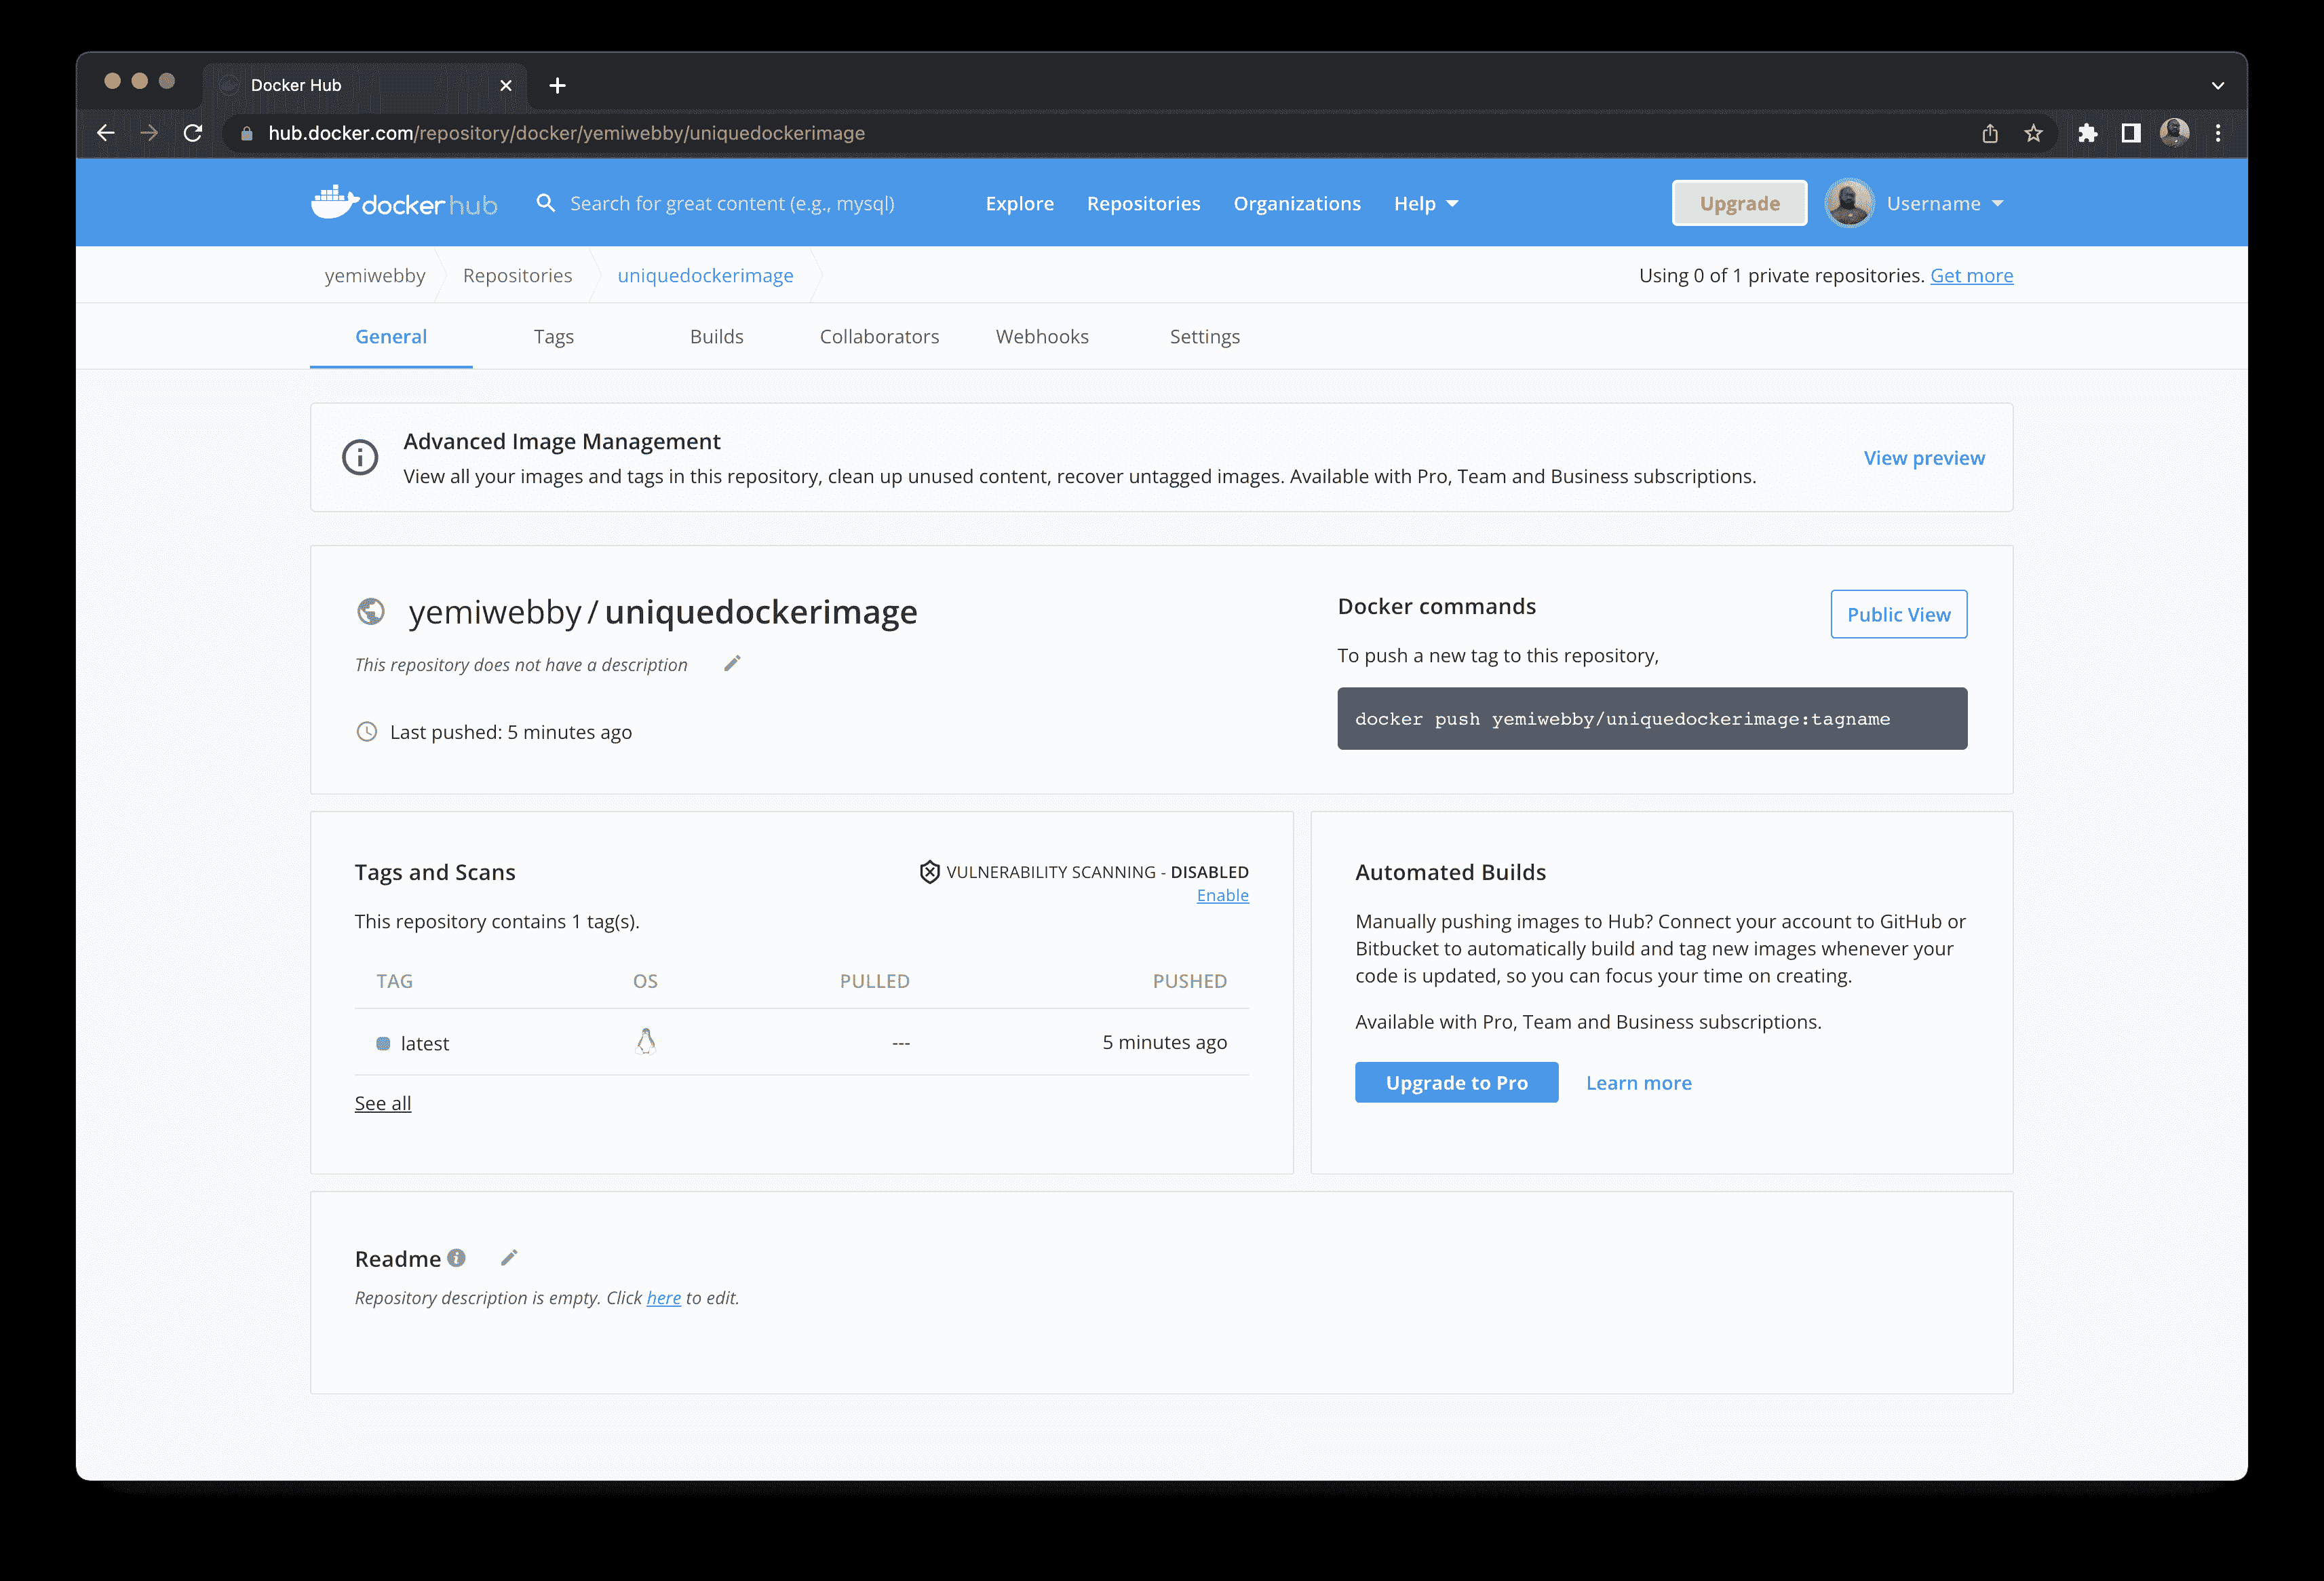 Docker Hub
hub.docker.com/repository/docker/yemiwebby/uniquedockerimage
dockerhub Search for great content (e.g., mysql) Explore Repositories Organizations Help Upgrade Username
yemiwebby Repositories uniquedockerimage Using 0 of 1 private repositories. Get more
General Tags Builds Collaborators Webhooks Settings
Advanced Image Management
View all your images and tags in this repository, clean up unused content, recover untagged images. Available with Pro, Team and Business subscriptions.
View preview
yemiwebby / uniquedockerimage
This repository does not have a description
Last pushed: 5 minutes ago
Docker commands
Public View
To push a new tag to this repository,
docker push yemiwebby/uniquedockerimage:tagname
Tags and Scans
VULNERABILITY SCANNING - DISABLED
Enable
This repository contains 1 tag(s).
TAG OS PULLED PUSHED
latest --- 5 minutes ago
See all
Automated Builds
Manually pushing images to Hub? Connect your account to GitHub or
Bitbucket to automatically build and tag new images whenever your
code is updated, so you can focus your time on creating.
Available with Pro, Team and Business subscriptions.
Upgrade to Pro Learn more
Readme
Repository description is empty. Click here to edit.